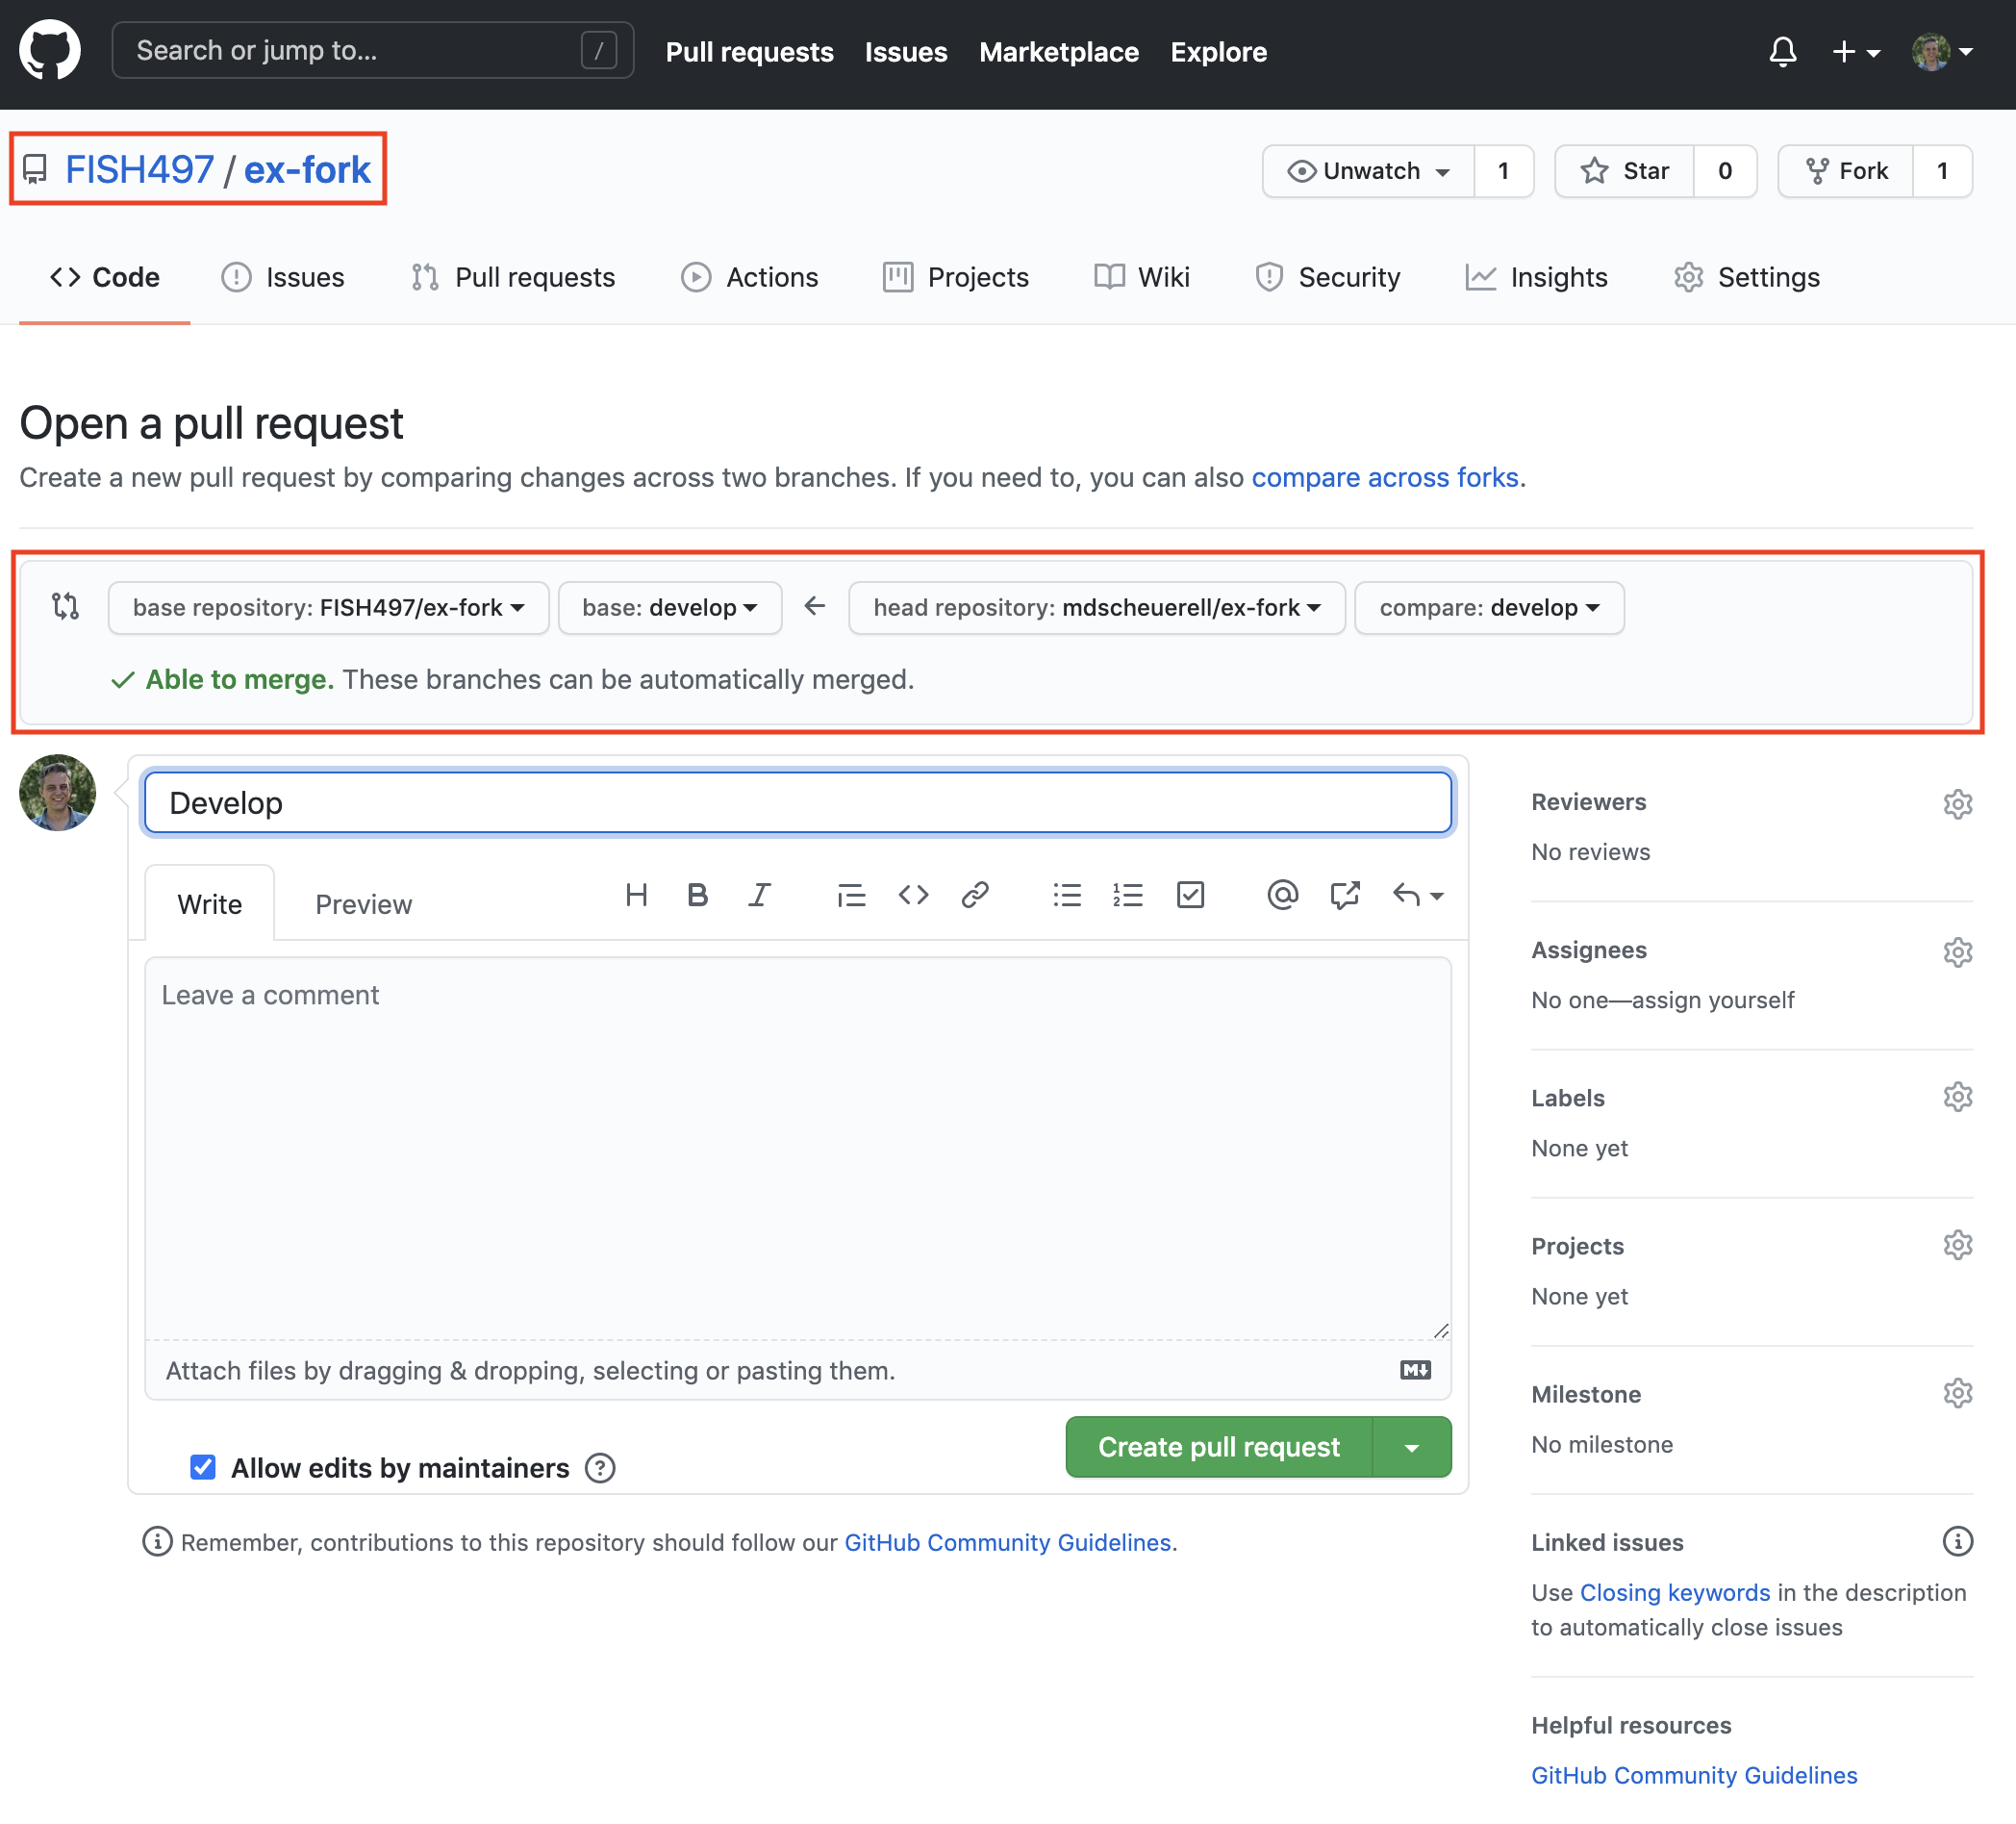 Search or jump to... / Pull requests Issues Marketplace Explore
FISH497 / ex-fork Unwatch 1 Star 0 Fork 1
Code Issues Pull requests Actions Projects Wiki Security Insights Settings
Open a pull request
Create a new pull request by comparing changes across two branches. If you need to, you can also compare across forks.
base repository: FISH497/ex-fork base: develop head repository: mdscheuerell/ex-fork compare: develop
Able to merge. These branches can be automatically merged.
Develop
Write Preview
Leave a comment
Attach files by dragging & dropping, selecting or pasting them.
Allow edits by maintainers
Create pull request
Remember, contributions to this repository should follow our GitHub Community Guidelines.
Reviewers
No reviews
Assignees
No one—assign yourself
Labels
None yet
Projects
None yet
Milestone
No milestone
Linked issues
Use Closing keywords in the description
to automatically close issues
Helpful resources
GitHub Community Guidelines